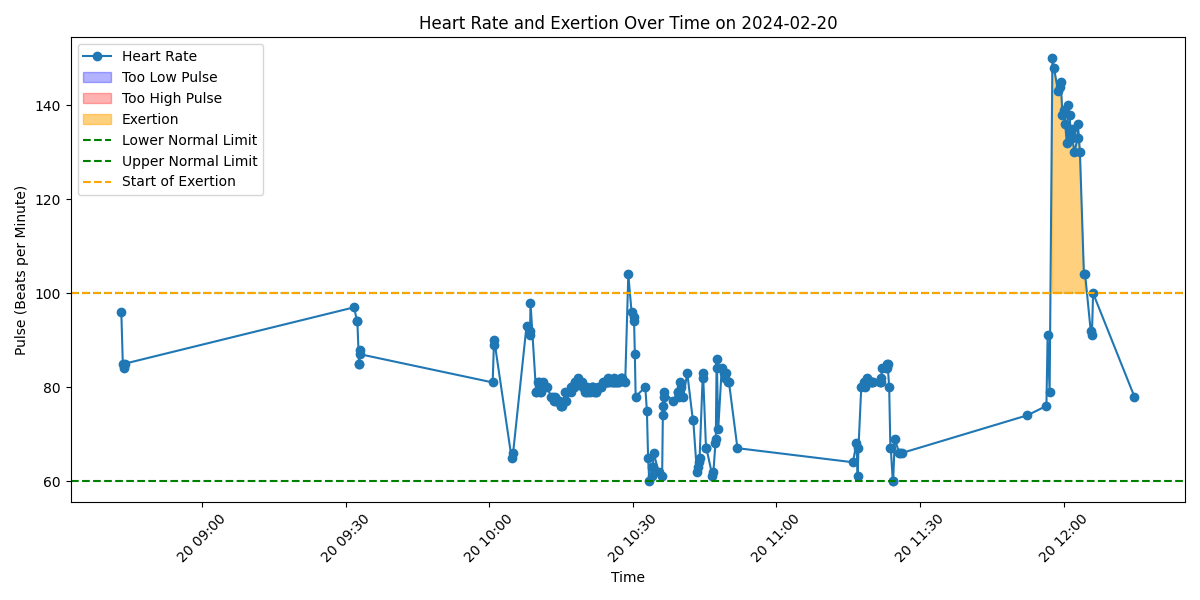 Heart Rate and Exertion Over Time on 2024-02-20
Heart Rate
Too Low Pulse
Too High Pulse
Exertion
Lower Normal Limit
Upper Normal Limit
Start of Exertion
Pulse (Beats per Minute)
140
120
100
80
60
20 09:00
20 09:30
20 10:00
20 10:30
20 11:00
20 11:30
20 12:00
Time